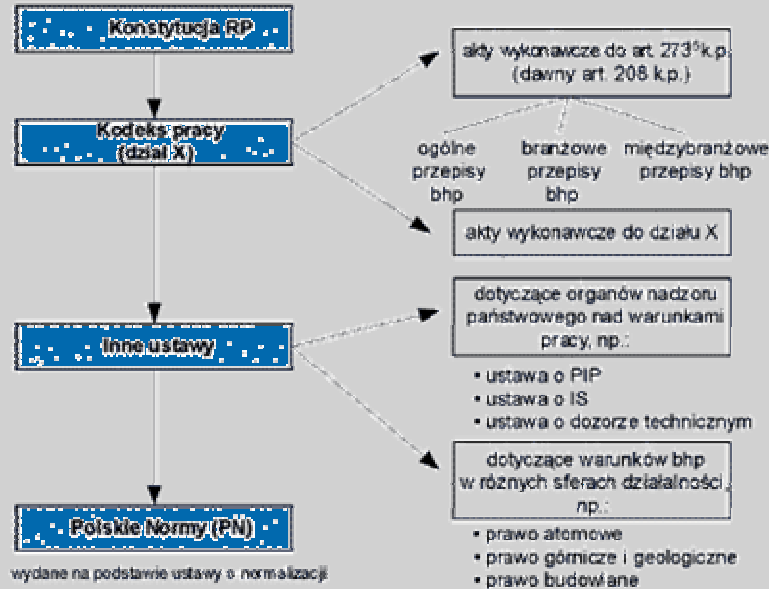 Konstytucja RP
akty wykonawcze do art. 273⁵ k.p.
(dawny art. 208 k.p.)
Kodeks pracy
(dział X)
ogólne
przepisy
bhp
branżowe
przepisy
bhp
międzybranżowe
przepisy bhp
akty wykonawcze do działu X
Inne ustawy
dotyczące organów nadzoru
państwowego nad warunkami
pracy, np.:
▪ ustawa o PIP
▪ ustawa o IS
▪ ustawa o dozorze technicznym
dotyczące warunków bhp
w różnych sferach działalności,
np.:
▪ prawo atomowe
▪ prawo górnicze i geologiczne
▪ prawo budowlane
Polskie Normy (PN)
wydane na podstawie ustawy o normalizacji